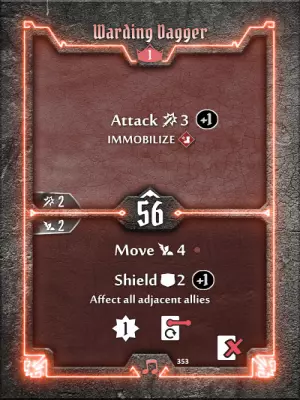 Warding Dagger
1
Attack 3 +1
IMMOBILIZE
2
56
2
Move 4
Shield 2 +1
Affect all adjacent allies
1
353